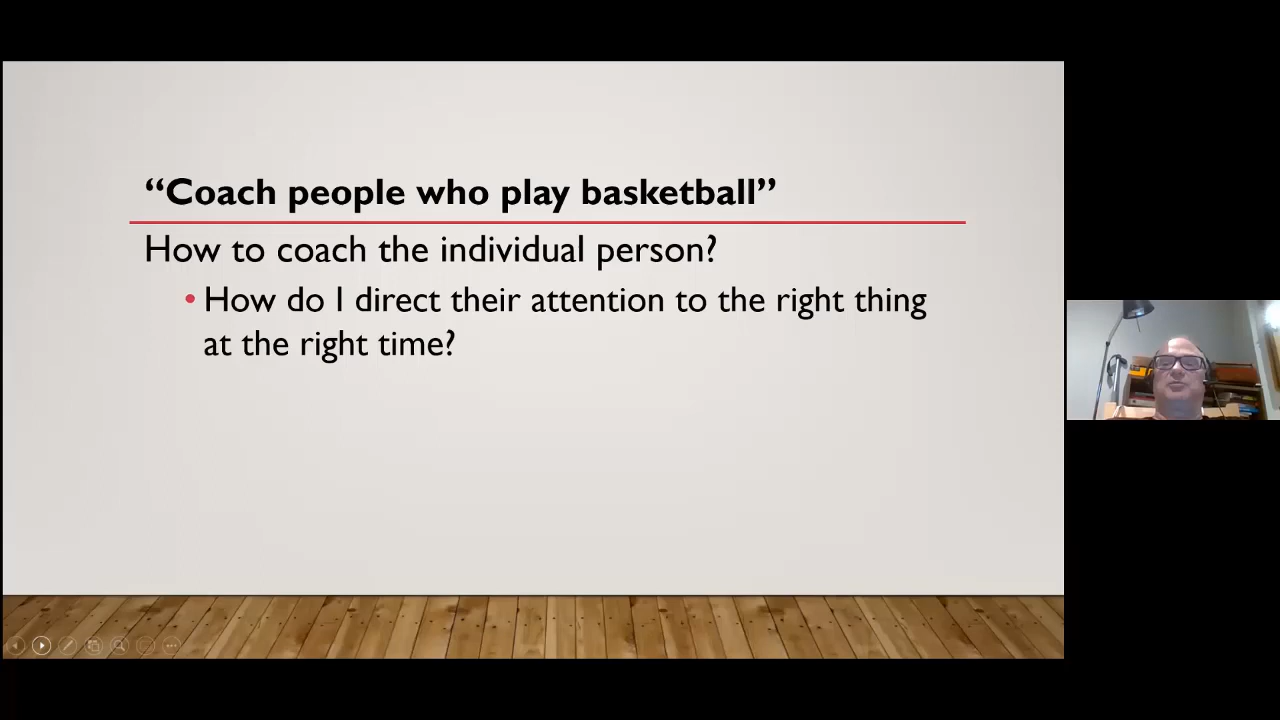 “Coach people who play basketball”
How to coach the individual person?
• How do I direct their attention to the right thing
at the right time?